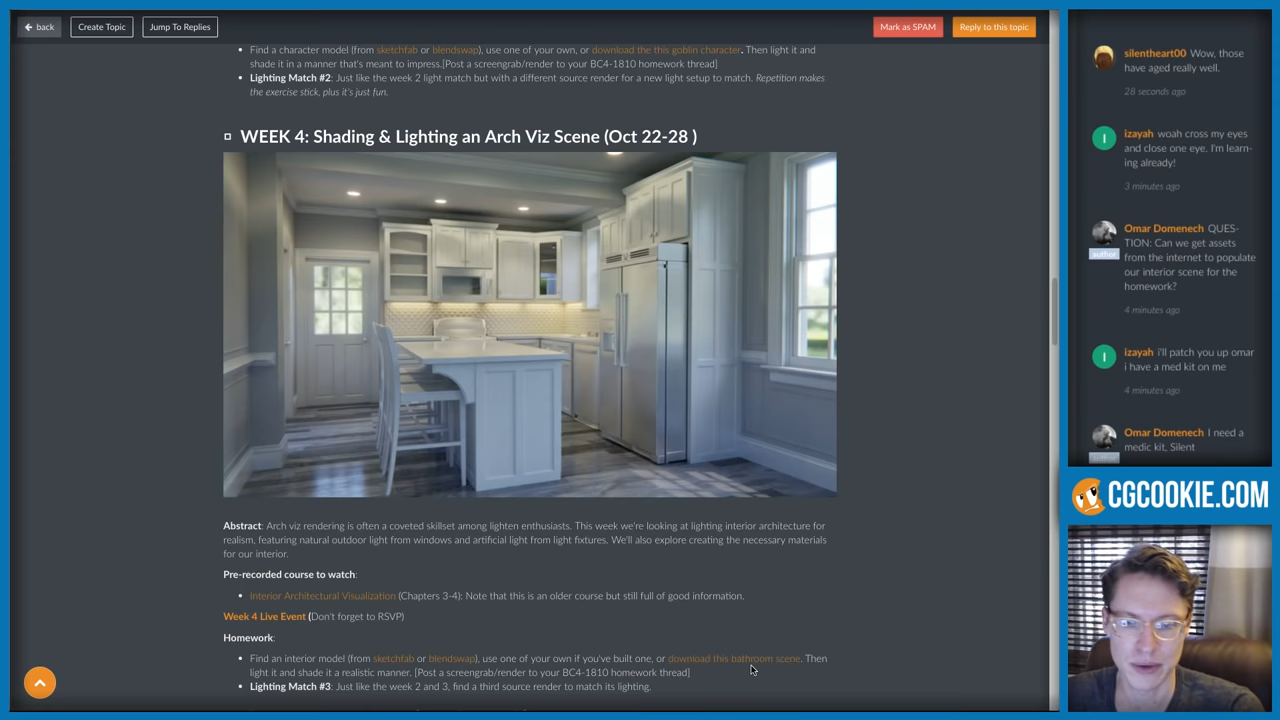 back
Create Topic
Jump To Replies
Mark as SPAM
Reply to this topic
Find a character model (from sketchfab or blendswap), use one of your own, or download the this goblin character. Then light it and
shade it in a manner that's meant to impress.[Post a screengrab/render to your BC4-1810 homework thread]
Lighting Match #2: Just like the week 2 light match but with a different source render for a new light setup to match. Repetition makes
the exercise stick, plus it's just fun.
WEEK 4: Shading & Lighting an Arch Viz Scene (Oct 22-28 )
Abstract: Arch viz rendering is often a coveted skillset among lighten enthusiasts. This week we're looking at lighting interior architecture for
realism, featuring natural outdoor light from windows and artificial light from light fixtures. We'll also explore creating the necessary materials
for our interior.
Pre-recorded course to watch:
Interior Architectural Visualization (Chapters 3-4): Note that this is an older course but still full of good information.
Week 4 Live Event (Don't forget to RSVP)
Homework:
Find an interior model (from sketchfab or blendswap), use one of your own if you've built one, or download this bathroom scene. Then
light it and shade it a realistic manner. [Post a screengrab/render to your BC4-1810 homework thread]
Lighting Match #3: Just like the week 2 and 3, find a third source render to match its lighting.
silentheart00 Wow, those
have aged really well.
28 seconds ago
I
izayah woah cross my eyes
and close one eye. I'm learn-
ing already!
3 minutes ago
Omar Domenech QUES-
TION: Can we get assets
author
from the internet to populate
our interior scene for the
homework?
4 minutes ago
I
izayah i'll patch you up omar
i have a med kit on me
4 minutes ago
Omar Domenech I need a
medic kit, Silent
author
CGCOOKIE.COM